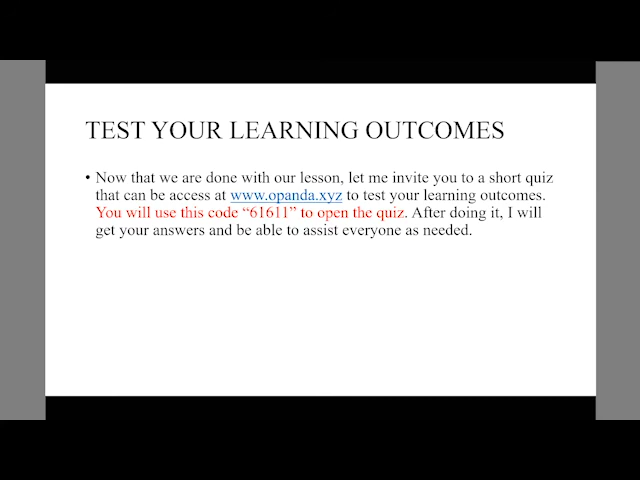 TEST YOUR LEARNING OUTCOMES
• Now that we are done with our lesson, let me invite you to a short quiz
that can be access at www.opanda.xyz to test your learning outcomes.
You will use this code “61611” to open the quiz. After doing it, I will
get your answers and be able to assist everyone as needed.